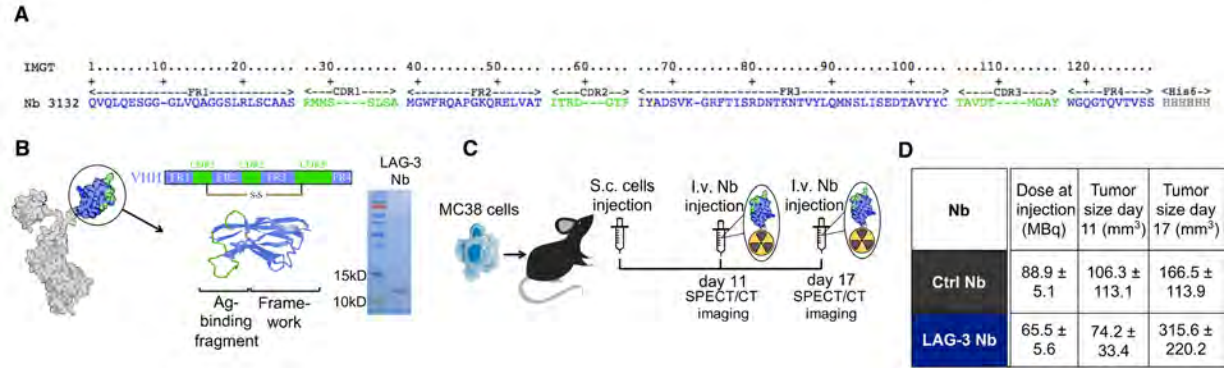 A
IMGT 1........10........20........30........40........50........60........70........80........90........100.......110.......120........
<------FR1------> <--CDR1--> <-----FR2-----> <-CDR2-> <------FR3------> <---CDR3---> <--FR4--> <His6->
Nb 3132 QVQLQESGG-GLVQAGGSLRLSCAAS RMMS----SLSA MGWFRQAPGKQRELVAT ITRD---GTF IYADSVK-GRFTISRDNTKNTVYLQMNSLISEDTAVYYC TAVDT----MGAY WGQGTQVTVSS HHHHHH
B
VHH FR1 CDR1 FR2 CDR2 FR3 CDR3 FR4
S-S
Ag-binding fragment
Frame-work
LAG-3 Nb
15kD
10kD
C
MC38 cells
S.c. cells injection
I.v. Nb injection
I.v. Nb injection
day 11
SPECT/CT imaging
day 17
SPECT/CT imaging
D
Nb
Dose at injection (MBq)
Tumor size day 11 (mm³)
Tumor size day 17 (mm³)
Ctrl Nb
88.9 ± 5.1
106.3 ± 113.1
166.5 ± 113.9
LAG-3 Nb
65.5 ± 5.6
74.2 ± 33.4
315.6 ± 220.2